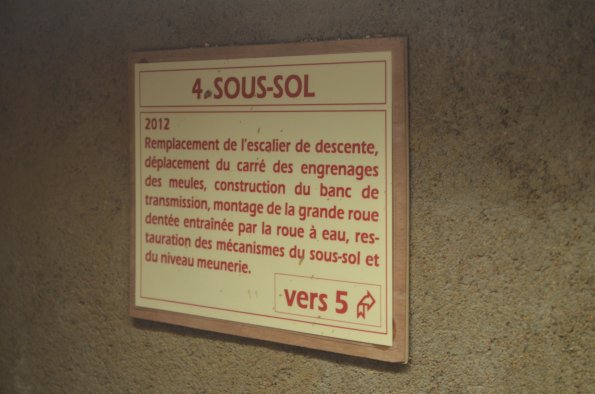 4. SOUS-SOL
2012
Remplacement de l'escalier de descente,
déplacement du carré des engrenages
des meules, construction du banc de
transmission, montage de la grande roue
dentée entraînée par la roue à eau, res-
tauration des mécanismes du sous-sol et
du niveau meunerie.
vers 5